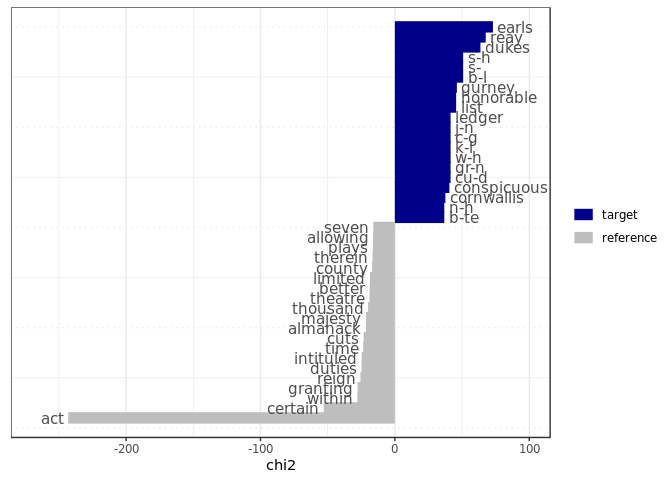 earls
reay
dukes
s-h
s-
b-l
gurney
honorable
list
ledger
j-n
c-g
k-l
w-h
gr-n
cu-d
conspicuous
cornwallis
n-h
b-te
seven
allowing
plays
therein
county
limited
better
theatre
thousand
majesty
almanack
cuts
time
intituled
duties
reign
granting
within
certain
act
-200
-100
0
100
chi2
target
reference